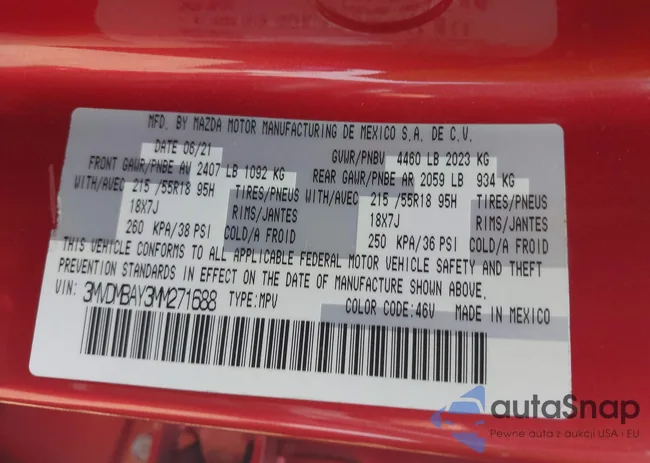 MFD. BY MAZDA MOTOR MANUFACTURING DE MEXICO S.A. DE C.V.
DATE 06/21 GVWR/PNBV 4460 LB 2023 KG
FRONT GAWR/PNBE AV 2407 LB 1092 KG REAR GAWR/PNBE AR 2059 LB 934 KG
WITH/AVEC 215 /55R18 95H TIRES/PNEUS WITH/AVEC 215 /55R18 95H TIRES/PNEUS
18X7J RIMS/JANTES 18X7J RIMS/JANTES
260 KPA/38 PSI COLD/A FROID 250 KPA/36 PSI COLD/A FROID
THIS VEHICLE CONFORMS TO ALL APPLICABLE FEDERAL MOTOR VEHICLE SAFETY AND THEFT
PREVENTION STANDARDS IN EFFECT ON THE DATE OF MANUFACTURE SHOWN ABOVE.
VIN: 3MVDMBAY3MM271688 TYPE:MPV COLOR CODE:46V MADE IN MEXICO
autaSnap
Pewne auta z aukcji USA i EU